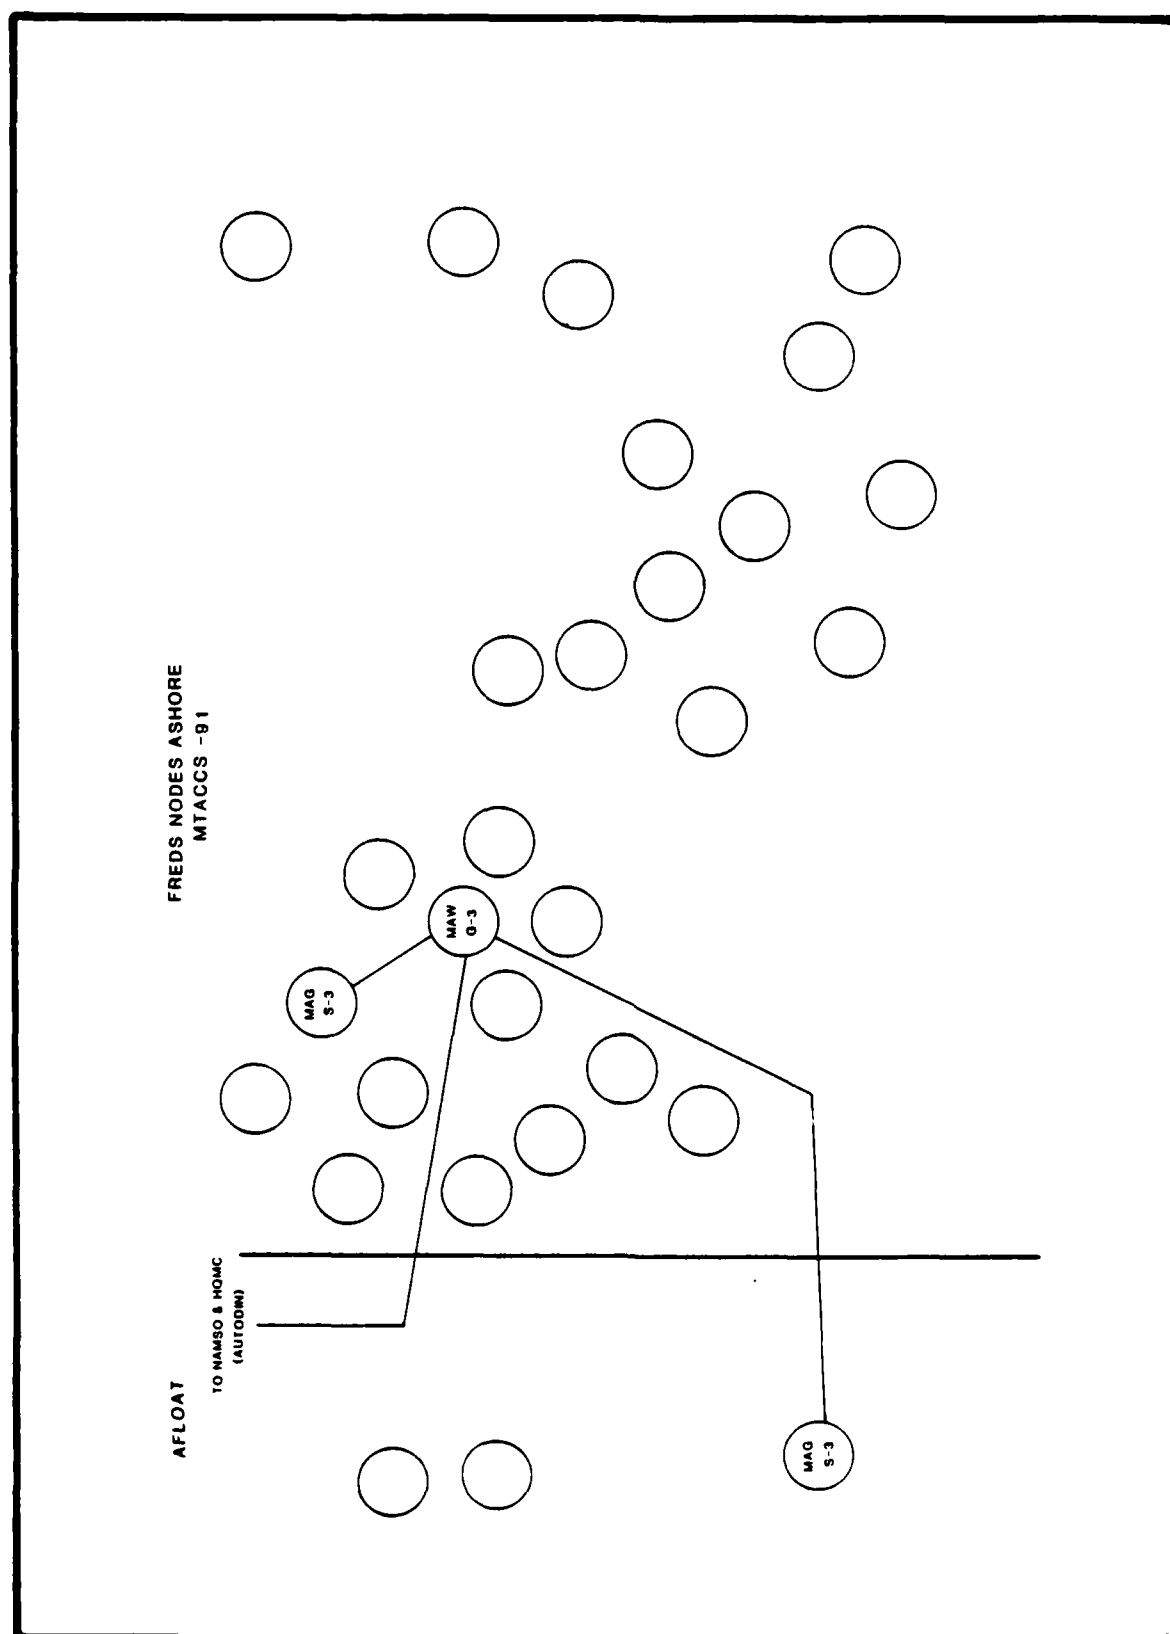 FREDS NODES ASHORE
MTACCS -91
AFLOAT
TO NAMSO & HQMC
(AUTODIN)
MAG
S-3
MAW
G-3
MAG
S-3